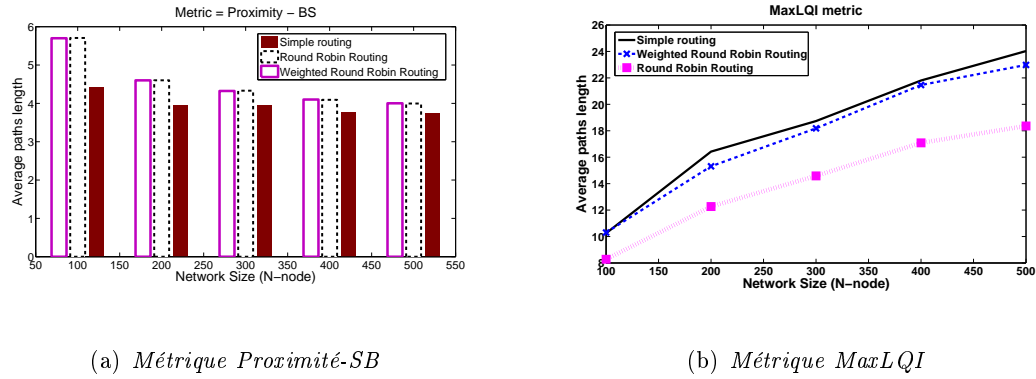 Metric = Proximity − BS
6
5
4
3
2
1
0
Average paths length
Simple routing
Round Robin Routing
Weighted Round Robin Routing
50 100 150 200 250 300 350 400 450 500 550
Network Size (N−node)
(a) Métrique Proximité-SB
MaxLQI metric
26
24
22
20
18
16
14
12
10
8
Average paths length
Simple routing
Weighted Round Robin Routing
Round Robin Routing
100 150 200 250 300 350 400 450 500
Network Size (N−node)
(b) Métrique MaxLQI